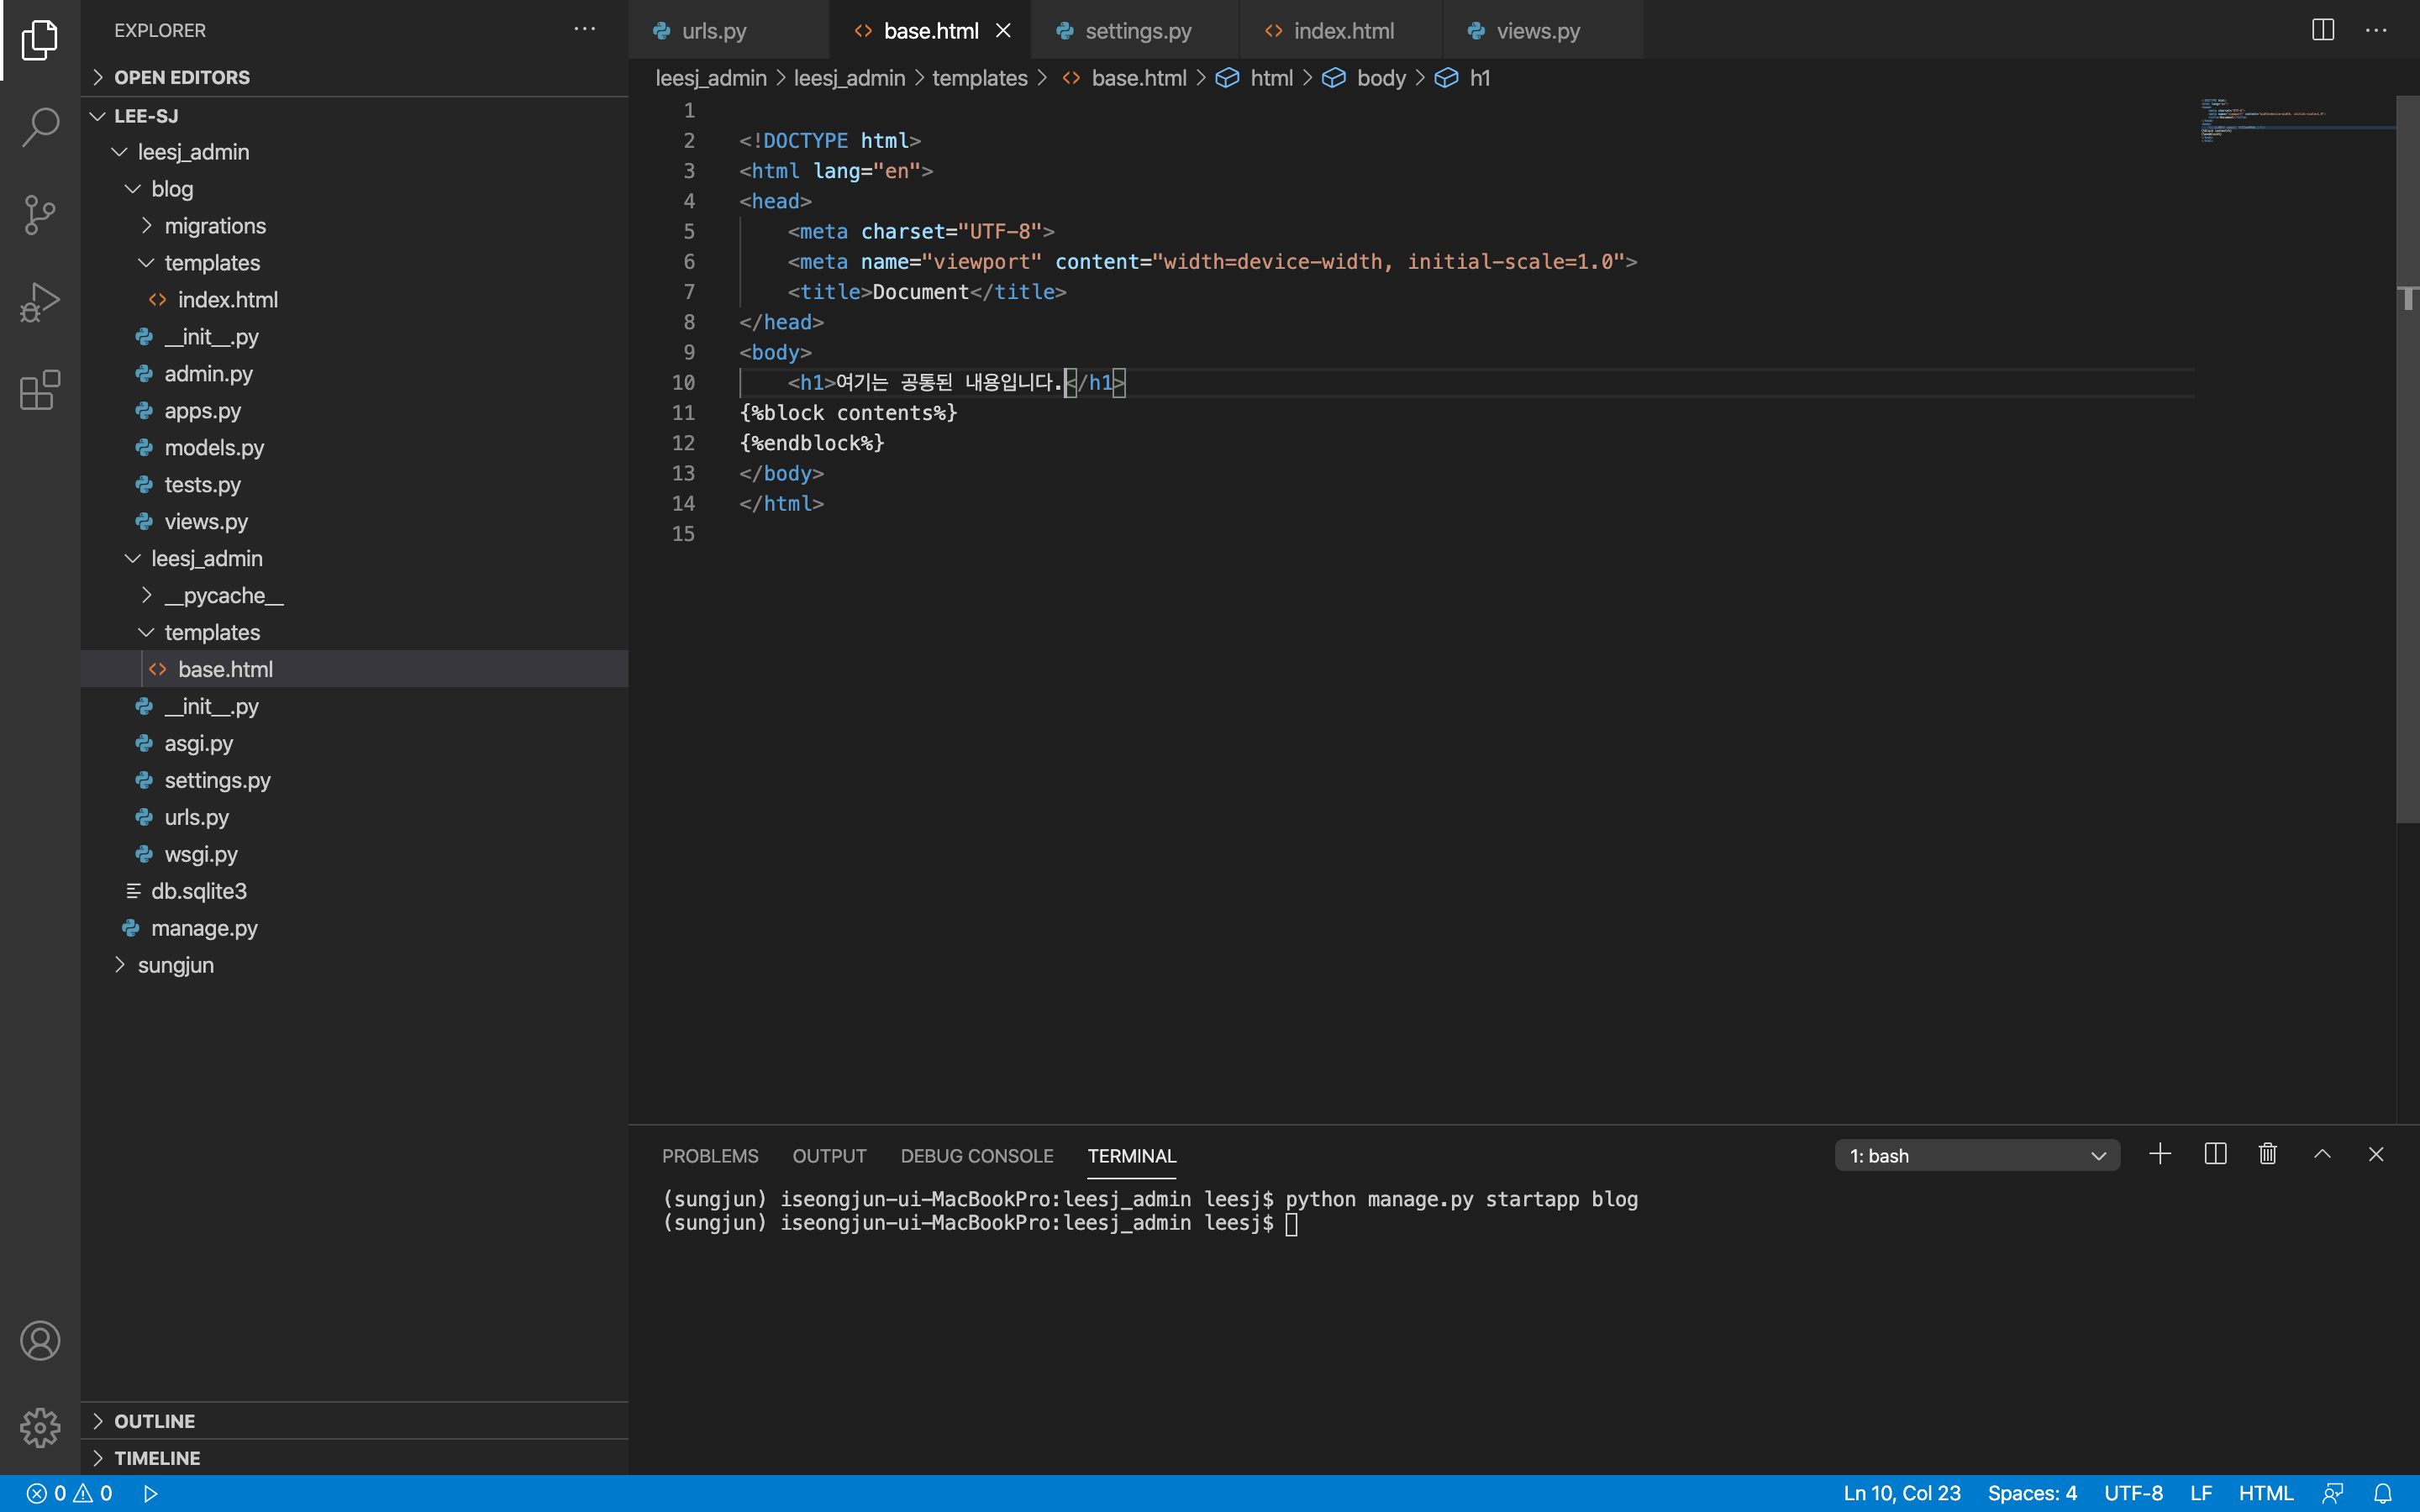 EXPLORER
OPEN EDITORS
LEE-SJ
leesj_admin
blog
migrations
templates
index.html
__init__.py
admin.py
apps.py
models.py
tests.py
views.py
leesj_admin
__pycache__
templates
base.html
__init__.py
asgi.py
settings.py
urls.py
wsgi.py
db.sqlite3
manage.py
sungjun
OUTLINE
TIMELINE
urls.py base.html settings.py index.html views.py
leesj_admin > leesj_admin > templates > base.html > html > body > h1
1
2 <!DOCTYPE html>
3 <html lang="en">
4 <head>
5 <meta charset="UTF-8">
6 <meta name="viewport" content="width=device-width, initial-scale=1.0">
7 <title>Document</title>
8 </head>
9 <body>
10 <h1>여기는 공통된 내용입니다.</h1>
11 {%block contents%}
12 {%endblock%}
13 </body>
14 </html>
15
PROBLEMS OUTPUT DEBUG CONSOLE TERMINAL 1: bash
(sungjun) iseongjun-ui-MacBookPro:leesj_admin leesj$ python manage.py startapp blog
(sungjun) iseongjun-ui-MacBookPro:leesj_admin leesj$
0 0 Ln 10, Col 23 Spaces: 4 UTF-8 LF HTML